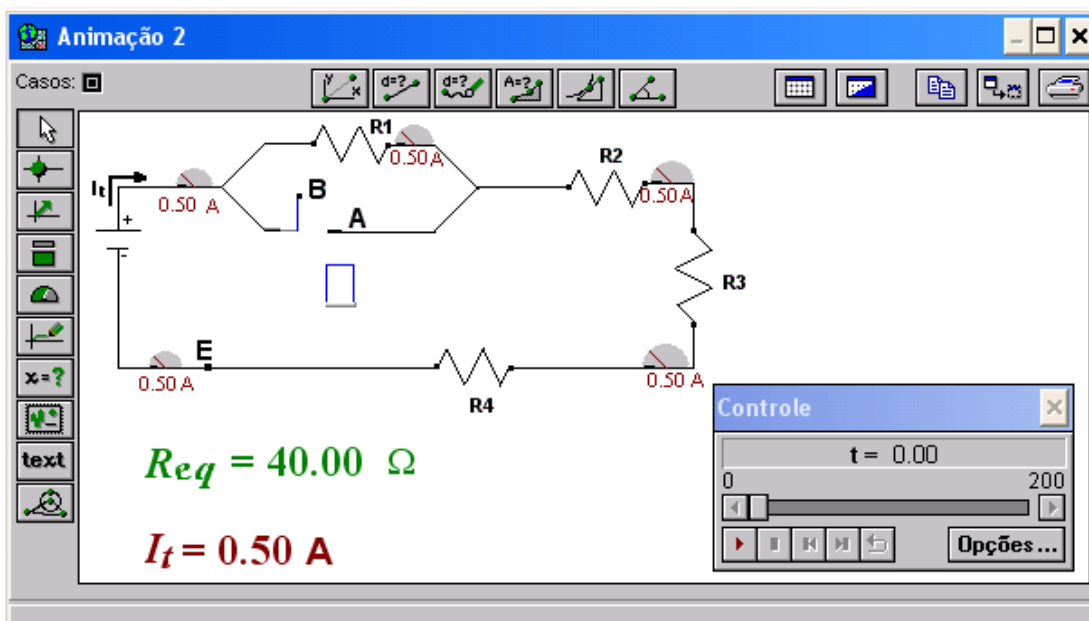 Animação 2
Casos:
y x
d=?
d=?
A=?
R1
0.50 A
R2
It
0.50 A
B
0.50 A
+
A
-
R3
x=?
E
0.50 A
0.50 A
R4
Controle
text
Req = 40.00 Ω
t = 0.00
0 200
It = 0.50 A
Opções...